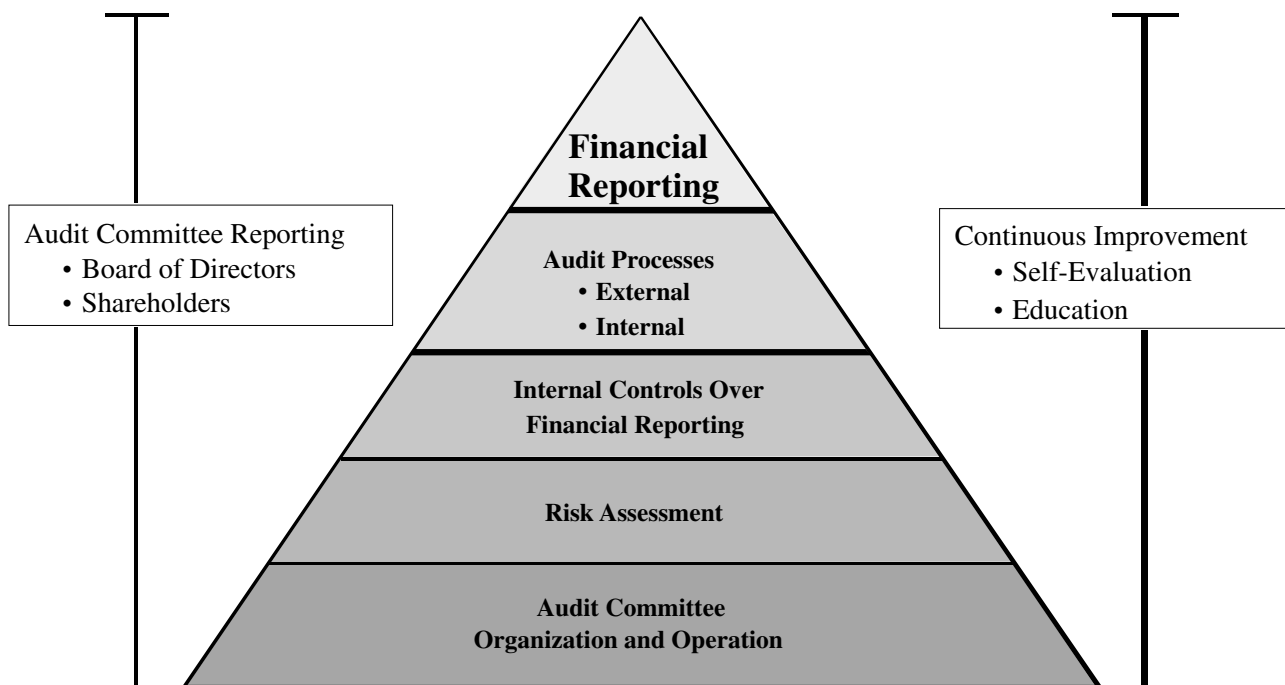 Financial
Reporting
Audit Committee Reporting
• Board of Directors
• Shareholders
Continuous Improvement
• Self-Evaluation
• Education
Audit Processes
• External
• Internal
Internal Controls Over
Financial Reporting
Risk Assessment
Audit Committee
Organization and Operation